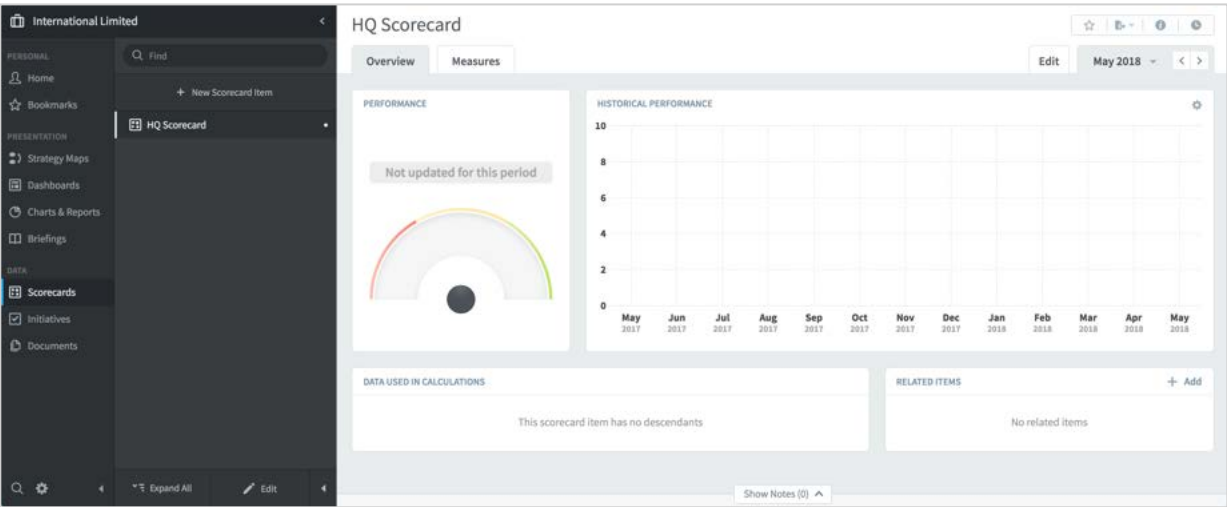 International Limited
PERSONAL
Home
Bookmarks
PRESENTATION
Strategy Maps
Dashboards
Charts & Reports
Briefings
DATA
Scorecards
Initiatives
Documents
Find
+ New Scorecard Item
HQ Scorecard
Expand All
Edit
HQ Scorecard
Overview
Measures
Edit
May 2018
PERFORMANCE
Not updated for this period
HISTORICAL PERFORMANCE
10
8
6
4
2
0
May Jun Jul Aug Sep Oct Nov Dec Jan Feb Mar Apr May
2017 2017 2017 2017 2017 2017 2017 2017 2018 2018 2018 2018 2018
DATA USED IN CALCULATIONS
This scorecard item has no descendants
RELATED ITEMS
+ Add
No related items
Show Notes (0)